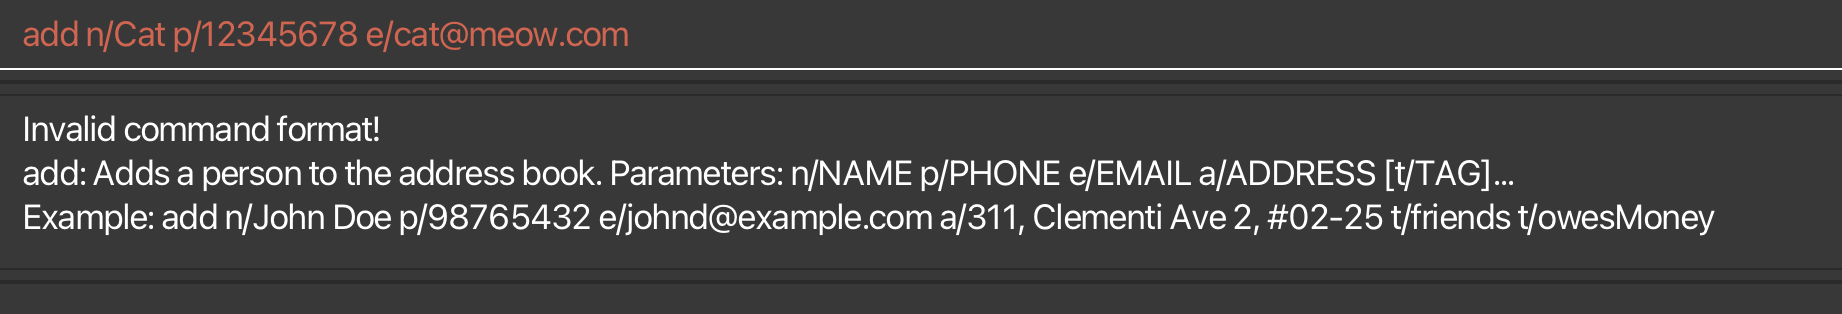 add n/Cat p/12345678 e/cat@meow.com
Invalid command format!
add: Adds a person to the address book. Parameters: n/NAME p/PHONE e/EMAIL a/ADDRESS [t/TAG]...
Example: add n/John Doe p/98765432 e/johnd@example.com a/311, Clementi Ave 2, #02-25 t/friends t/owesMoney